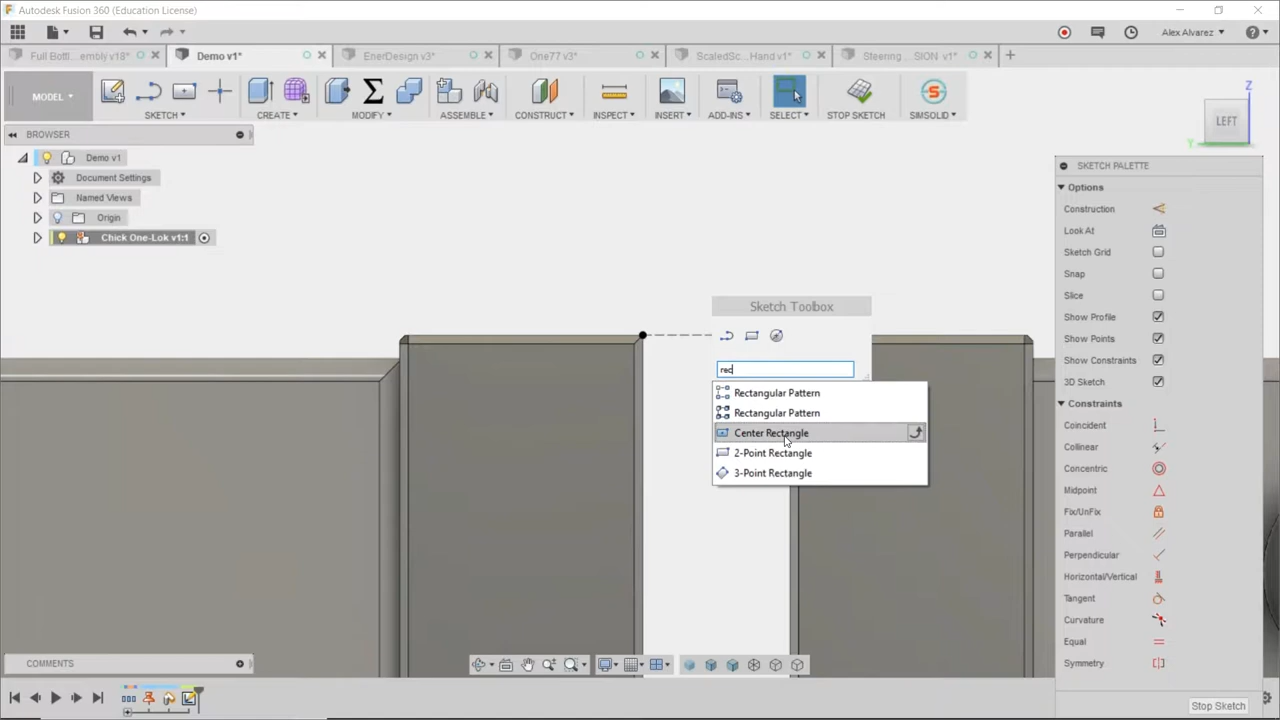 Autodesk Fusion 360 (Education License)
Alex Alvarez
Full Bottl...embly v18*
Demo v1*
EnerDesign v3*
One77 v3*
ScaledSc...Hand v1*
Steering ... SION v1*
MODEL
SKETCH
CREATE
MODIFY
ASSEMBLE
CONSTRUCT
INSPECT
INSERT
ADD-INS
SELECT
STOP SKETCH
SIMSOLID
BROWSER
Demo v1
Document Settings
Named Views
Origin
Chick One-Lok v1:1
Z
LEFT
Y
SKETCH PALETTE
Options
Construction
Look At
Sketch Grid
Snap
Slice
Show Profile
Show Points
Show Constraints
3D Sketch
Constraints
Coincident
Collinear
Concentric
Midpoint
Fix/UnFix
Parallel
Perpendicular
Horizontal/Vertical
Tangent
Curvature
Equal
Symmetry
Stop Sketch
Sketch Toolbox
rec
Rectangular Pattern
Rectangular Pattern
Center Rectangle
2-Point Rectangle
3-Point Rectangle
COMMENTS